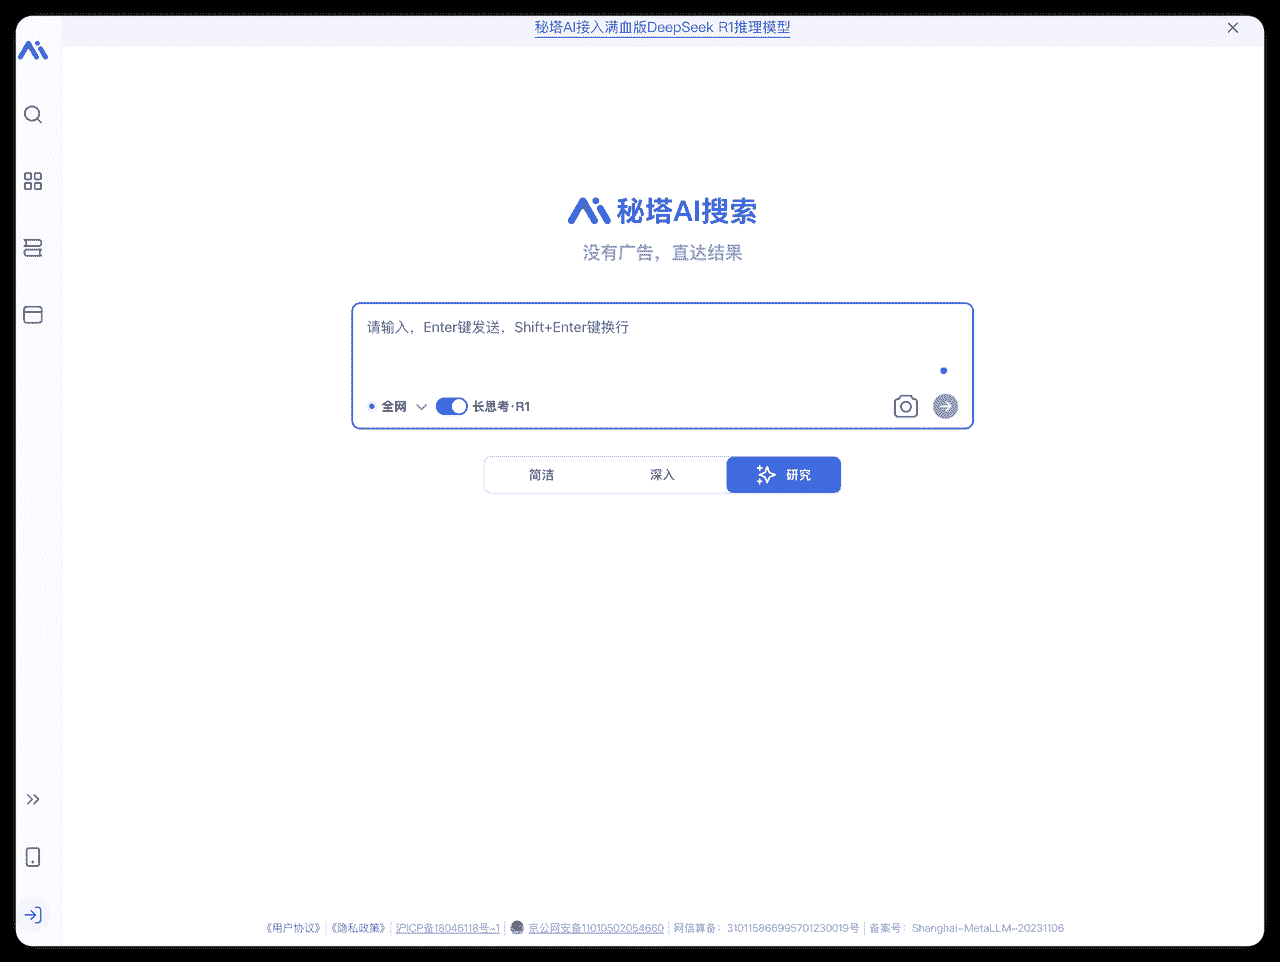 秘塔AI接入满血版DeepSeek R1推理模型
秘塔AI搜索
没有广告，直达结果
请输入，Enter键发送，Shift+Enter键换行
全网 长思考·R1
简洁 深入 研究
《用户协议》 《隐私政策》 沪ICP备18046118号-1 京公网安备11010502054660 网信算备：310115866995701230019号 备案号：Shanghai-MetaLLM-20231106